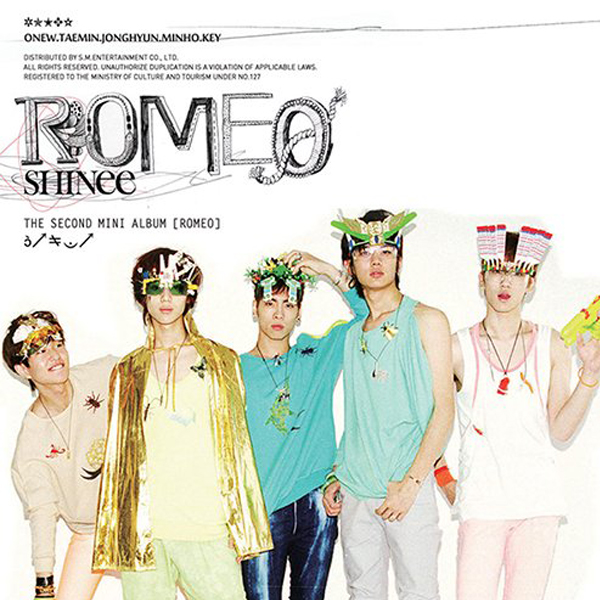 ONEW.TAEMIN.JONGHYUN.MINHO.KEY
DISTRIBUTED BY S.M.ENTERTAINMENT CO., LTD.
ALL RIGHTS RESERVED. UNAUTHORIZE DUPLICATION IS A VIOLATION OF APPLICABLE LAWS.
REGISTERED TO THE MINISTRY OF CULTURE AND TOURISM UNDER NO.127
ROMEO
SHINee
THE SECOND MINI ALBUM [ROMEO]